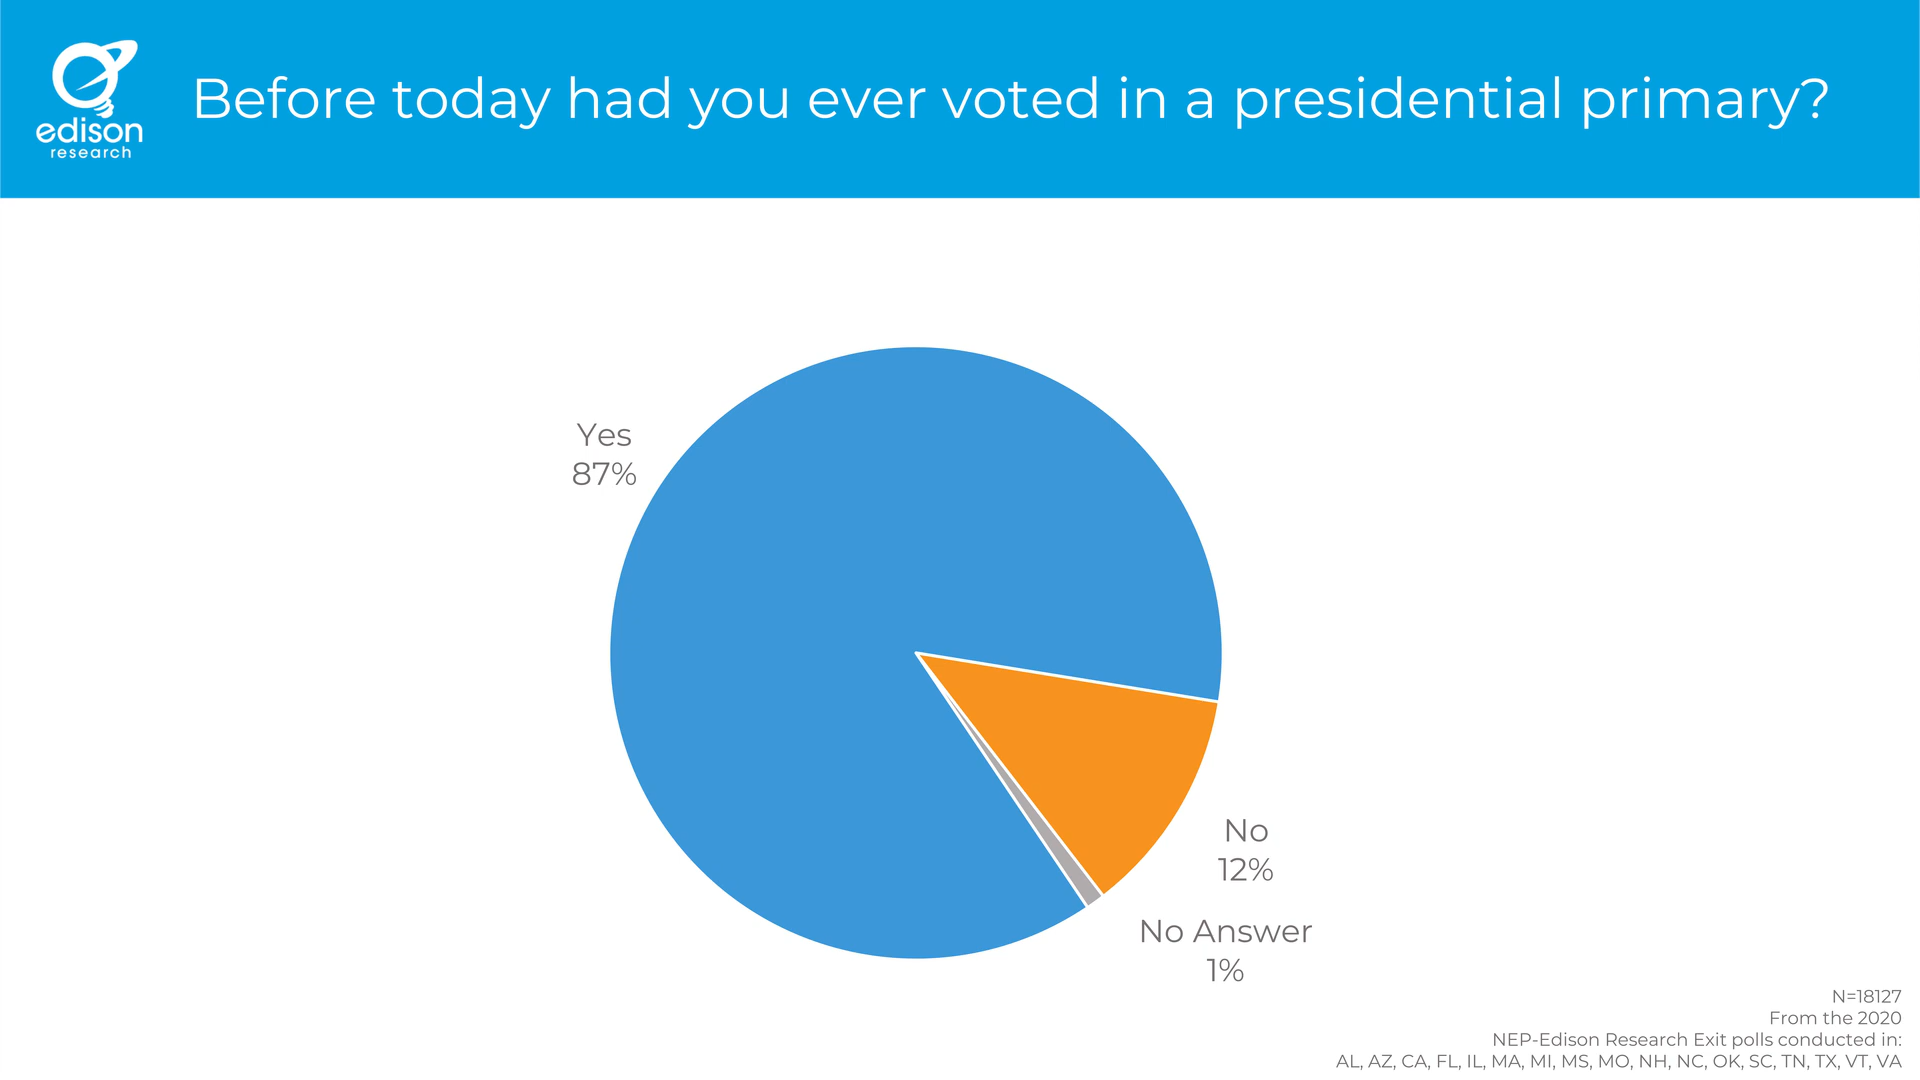 edison
research
Before today had you ever voted in a presidential primary?
Yes
87%
No
12%
No Answer
1%
N=18127
From the 2020
NEP-Edison Research Exit polls conducted in:
AL, AZ, CA, FL, IL, MA, MI, MS, MO, NH, NC, OK, SC, TN, TX, VT, VA